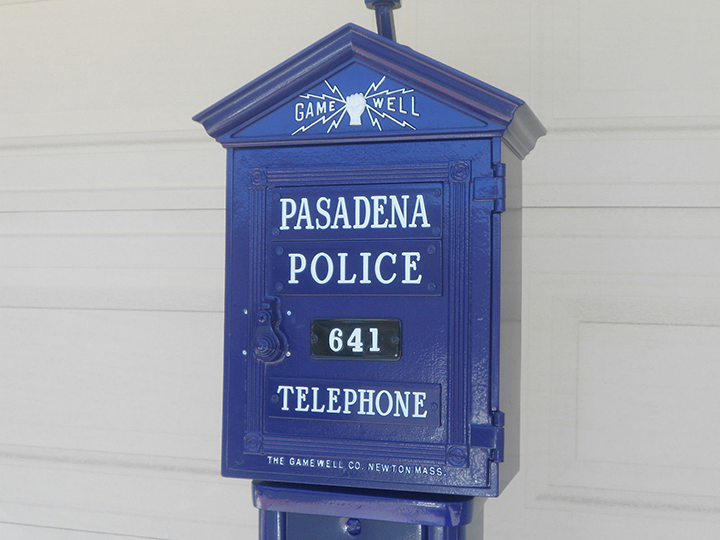 GAME WELL
PASADENA
POLICE
641
TELEPHONE
THE GAMEWELL CO. NEWTON MASS.